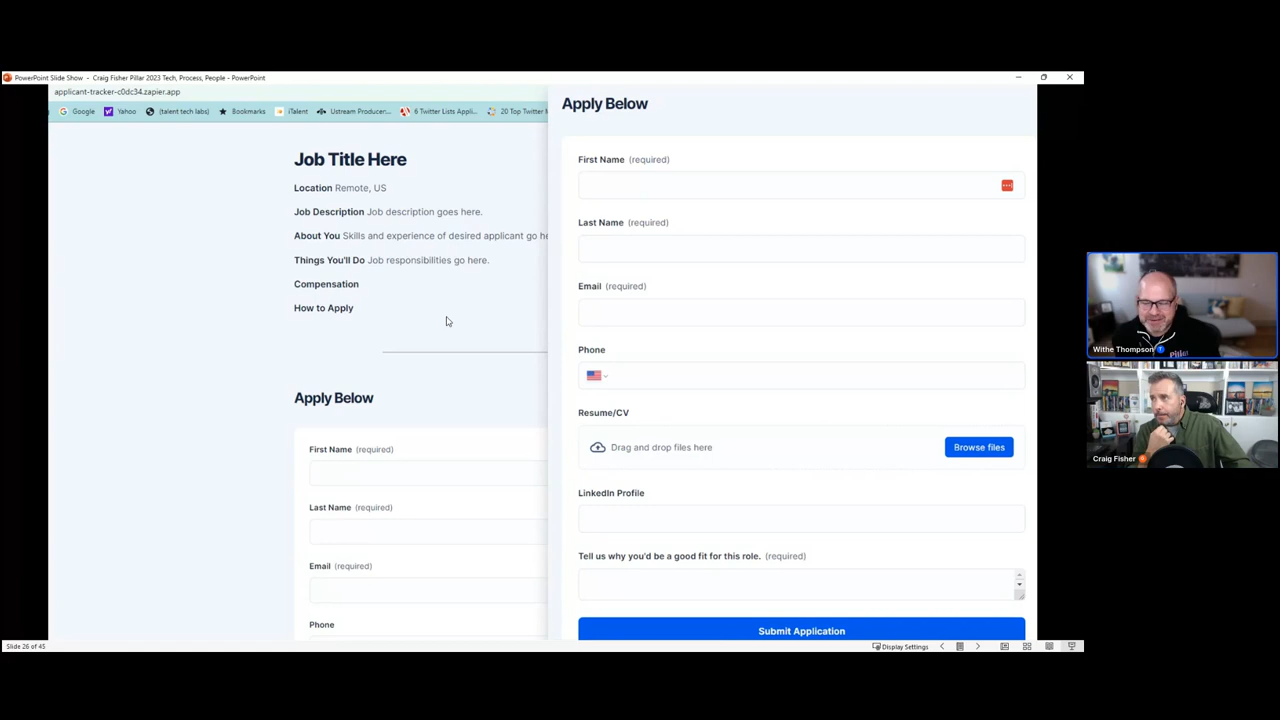 PowerPoint Slide Show - Craig Fisher Pillar 2023 Tech, Process, People - PowerPoint
applicant-tracker-c0dc34.zapier.app
Google Yahoo (talent tech labs) Bookmarks iTalent Ustream Producer:... 6 Twitter Lists Appli... 20 Top Twitter M
Job Title Here
Location Remote, US
Job Description Job description goes here.
About You Skills and experience of desired applicant go he
Things You'll Do Job responsibilities go here.
Compensation
How to Apply
Apply Below
First Name (required)
Last Name (required)
Email (required)
Phone
Apply Below
First Name (required)
Last Name (required)
Email (required)
Phone
Resume/CV
Drag and drop files here
Browse files
LinkedIn Profile
Tell us why you'd be a good fit for this role. (required)
Submit Application
Withe Thompson
Craig Fisher
Slide 26 of 45
Display Settings